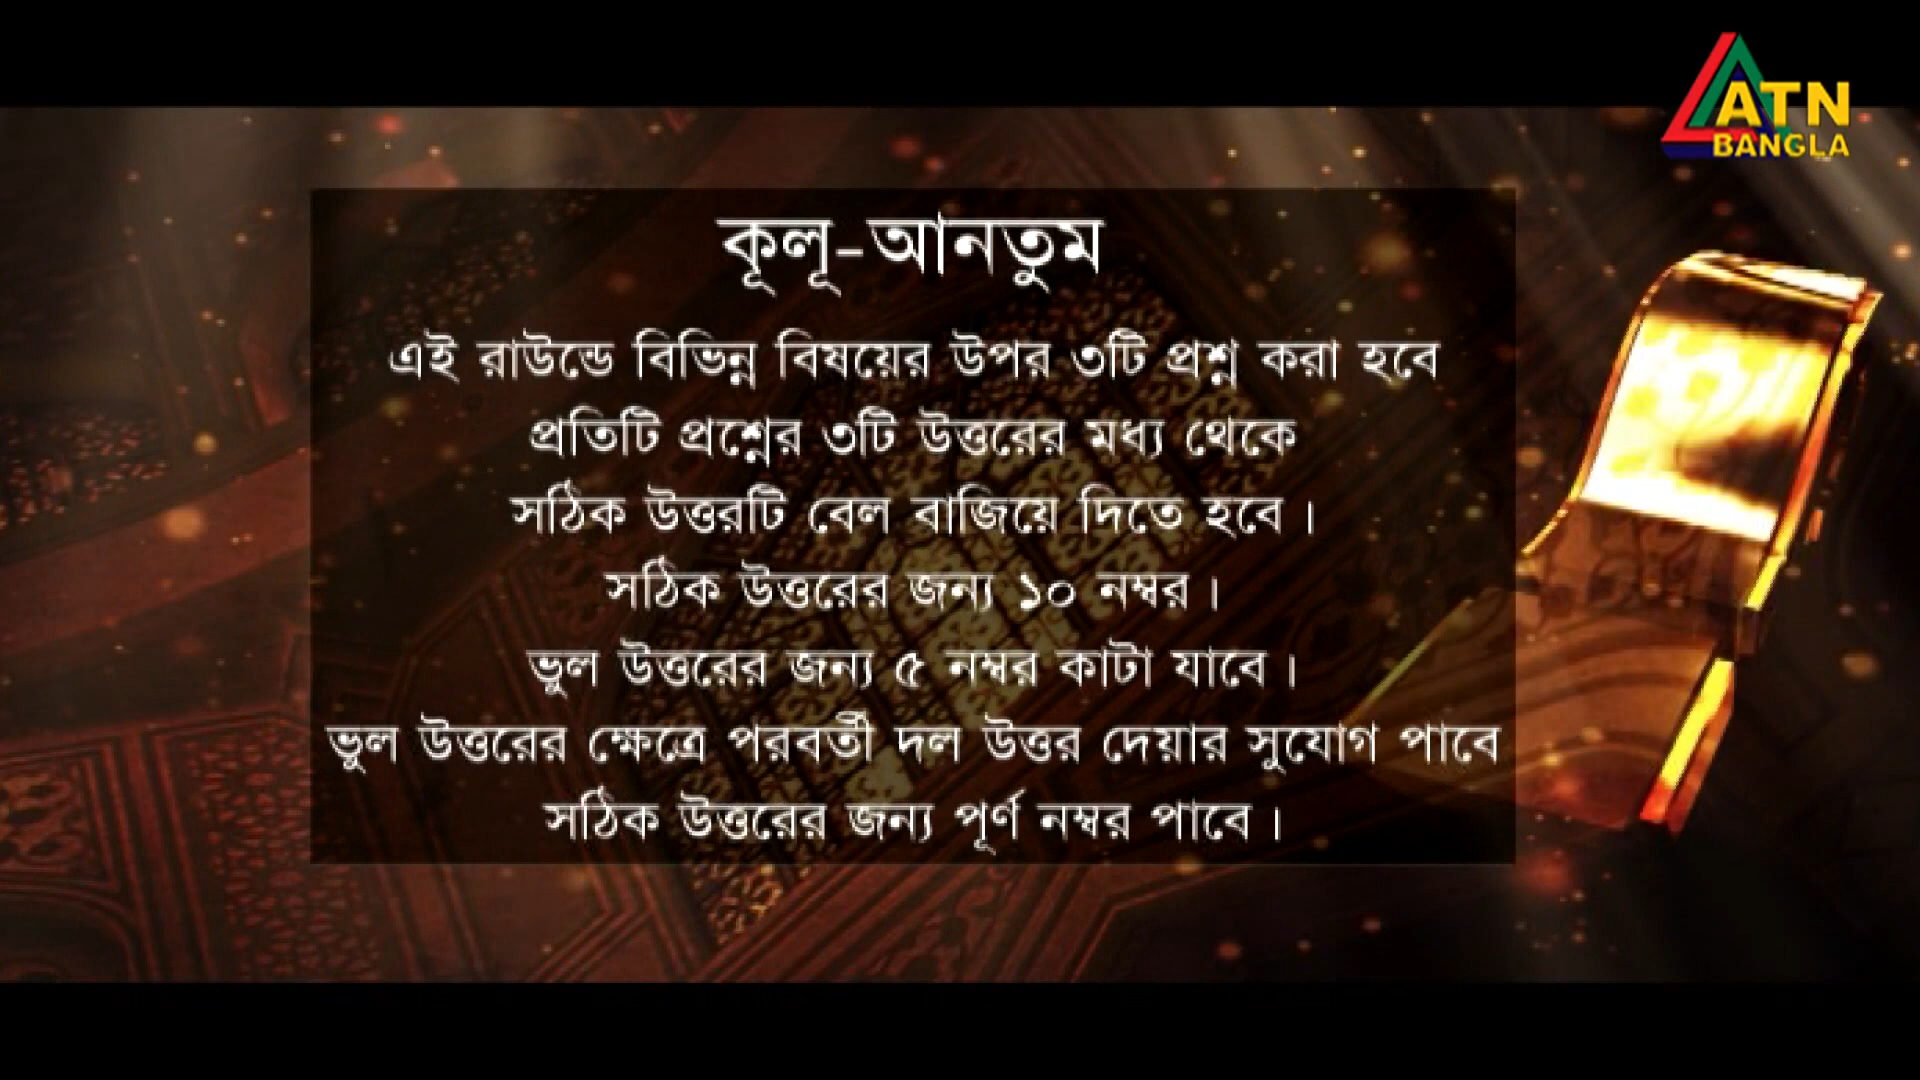 ATN
BANGLA
কূলূ-আনতুম
এই রাউন্ডে বিভিন্ন বিষয়ের উপর ৩টি প্রশ্ন করা হবে
প্রতিটি প্রশ্নের ৩টি উত্তরের মধ্য থেকে
সঠিক উত্তরটি বেল বাজিয়ে দিতে হবে ।
সঠিক উত্তরের জন্য ১০ নম্বর ।
ভুল উত্তরের জন্য ৫ নম্বর কাটা যাবে ।
ভুল উত্তরের ক্ষেত্রে পরবর্তী দল উত্তর দেয়ার সুযোগ পাবে
সঠিক উত্তরের জন্য পূর্ণ নম্বর পাবে ।